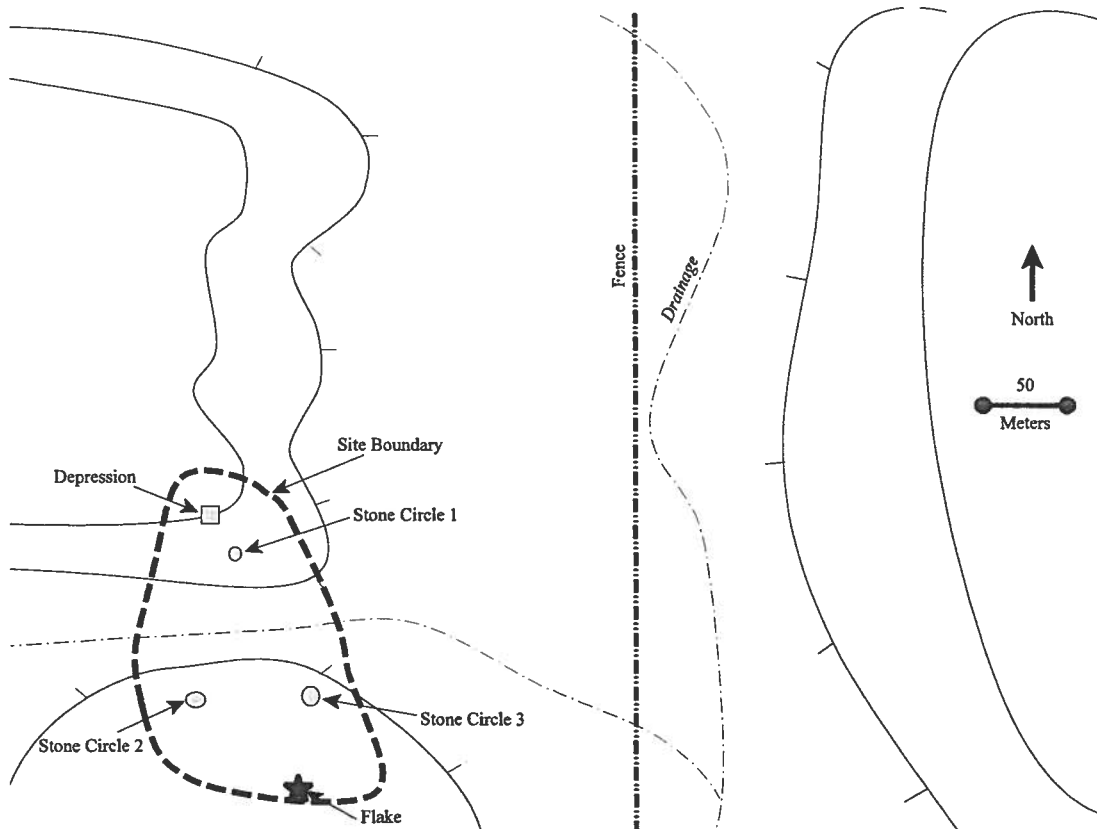 Fence
Drainage
North
50
Meters
Site Boundary
Depression
Stone Circle 1
Stone Circle 3
Stone Circle 2
Flake